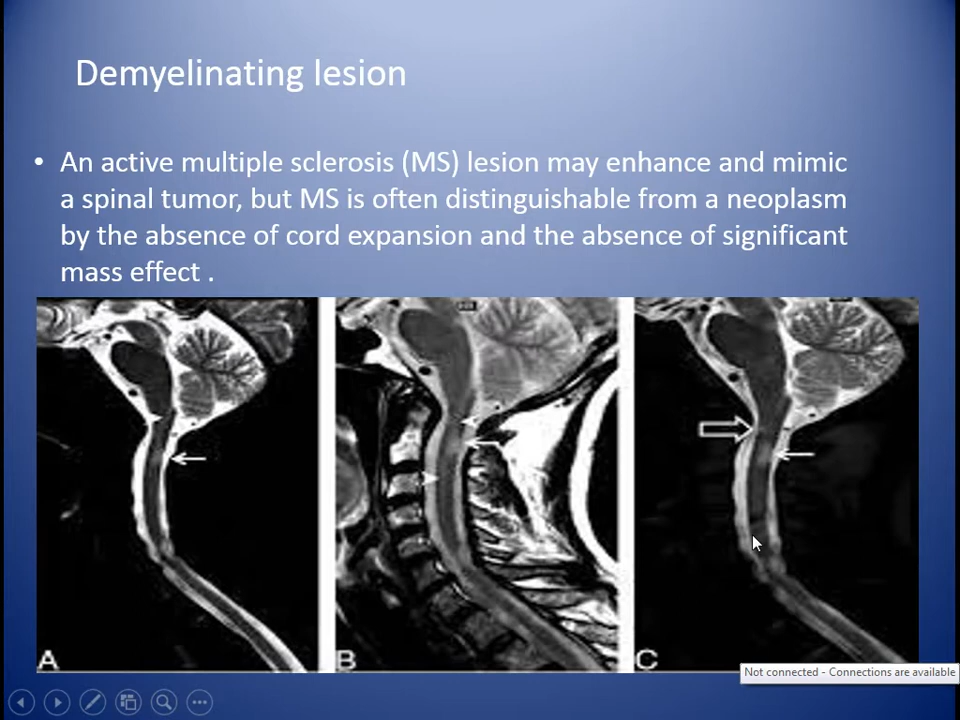 Demyelinating lesion
• An active multiple sclerosis (MS) lesion may enhance and mimic
a spinal tumor, but MS is often distinguishable from a neoplasm
by the absence of cord expansion and the absence of significant
mass effect .
A
B
C
Not connected - Connections are available